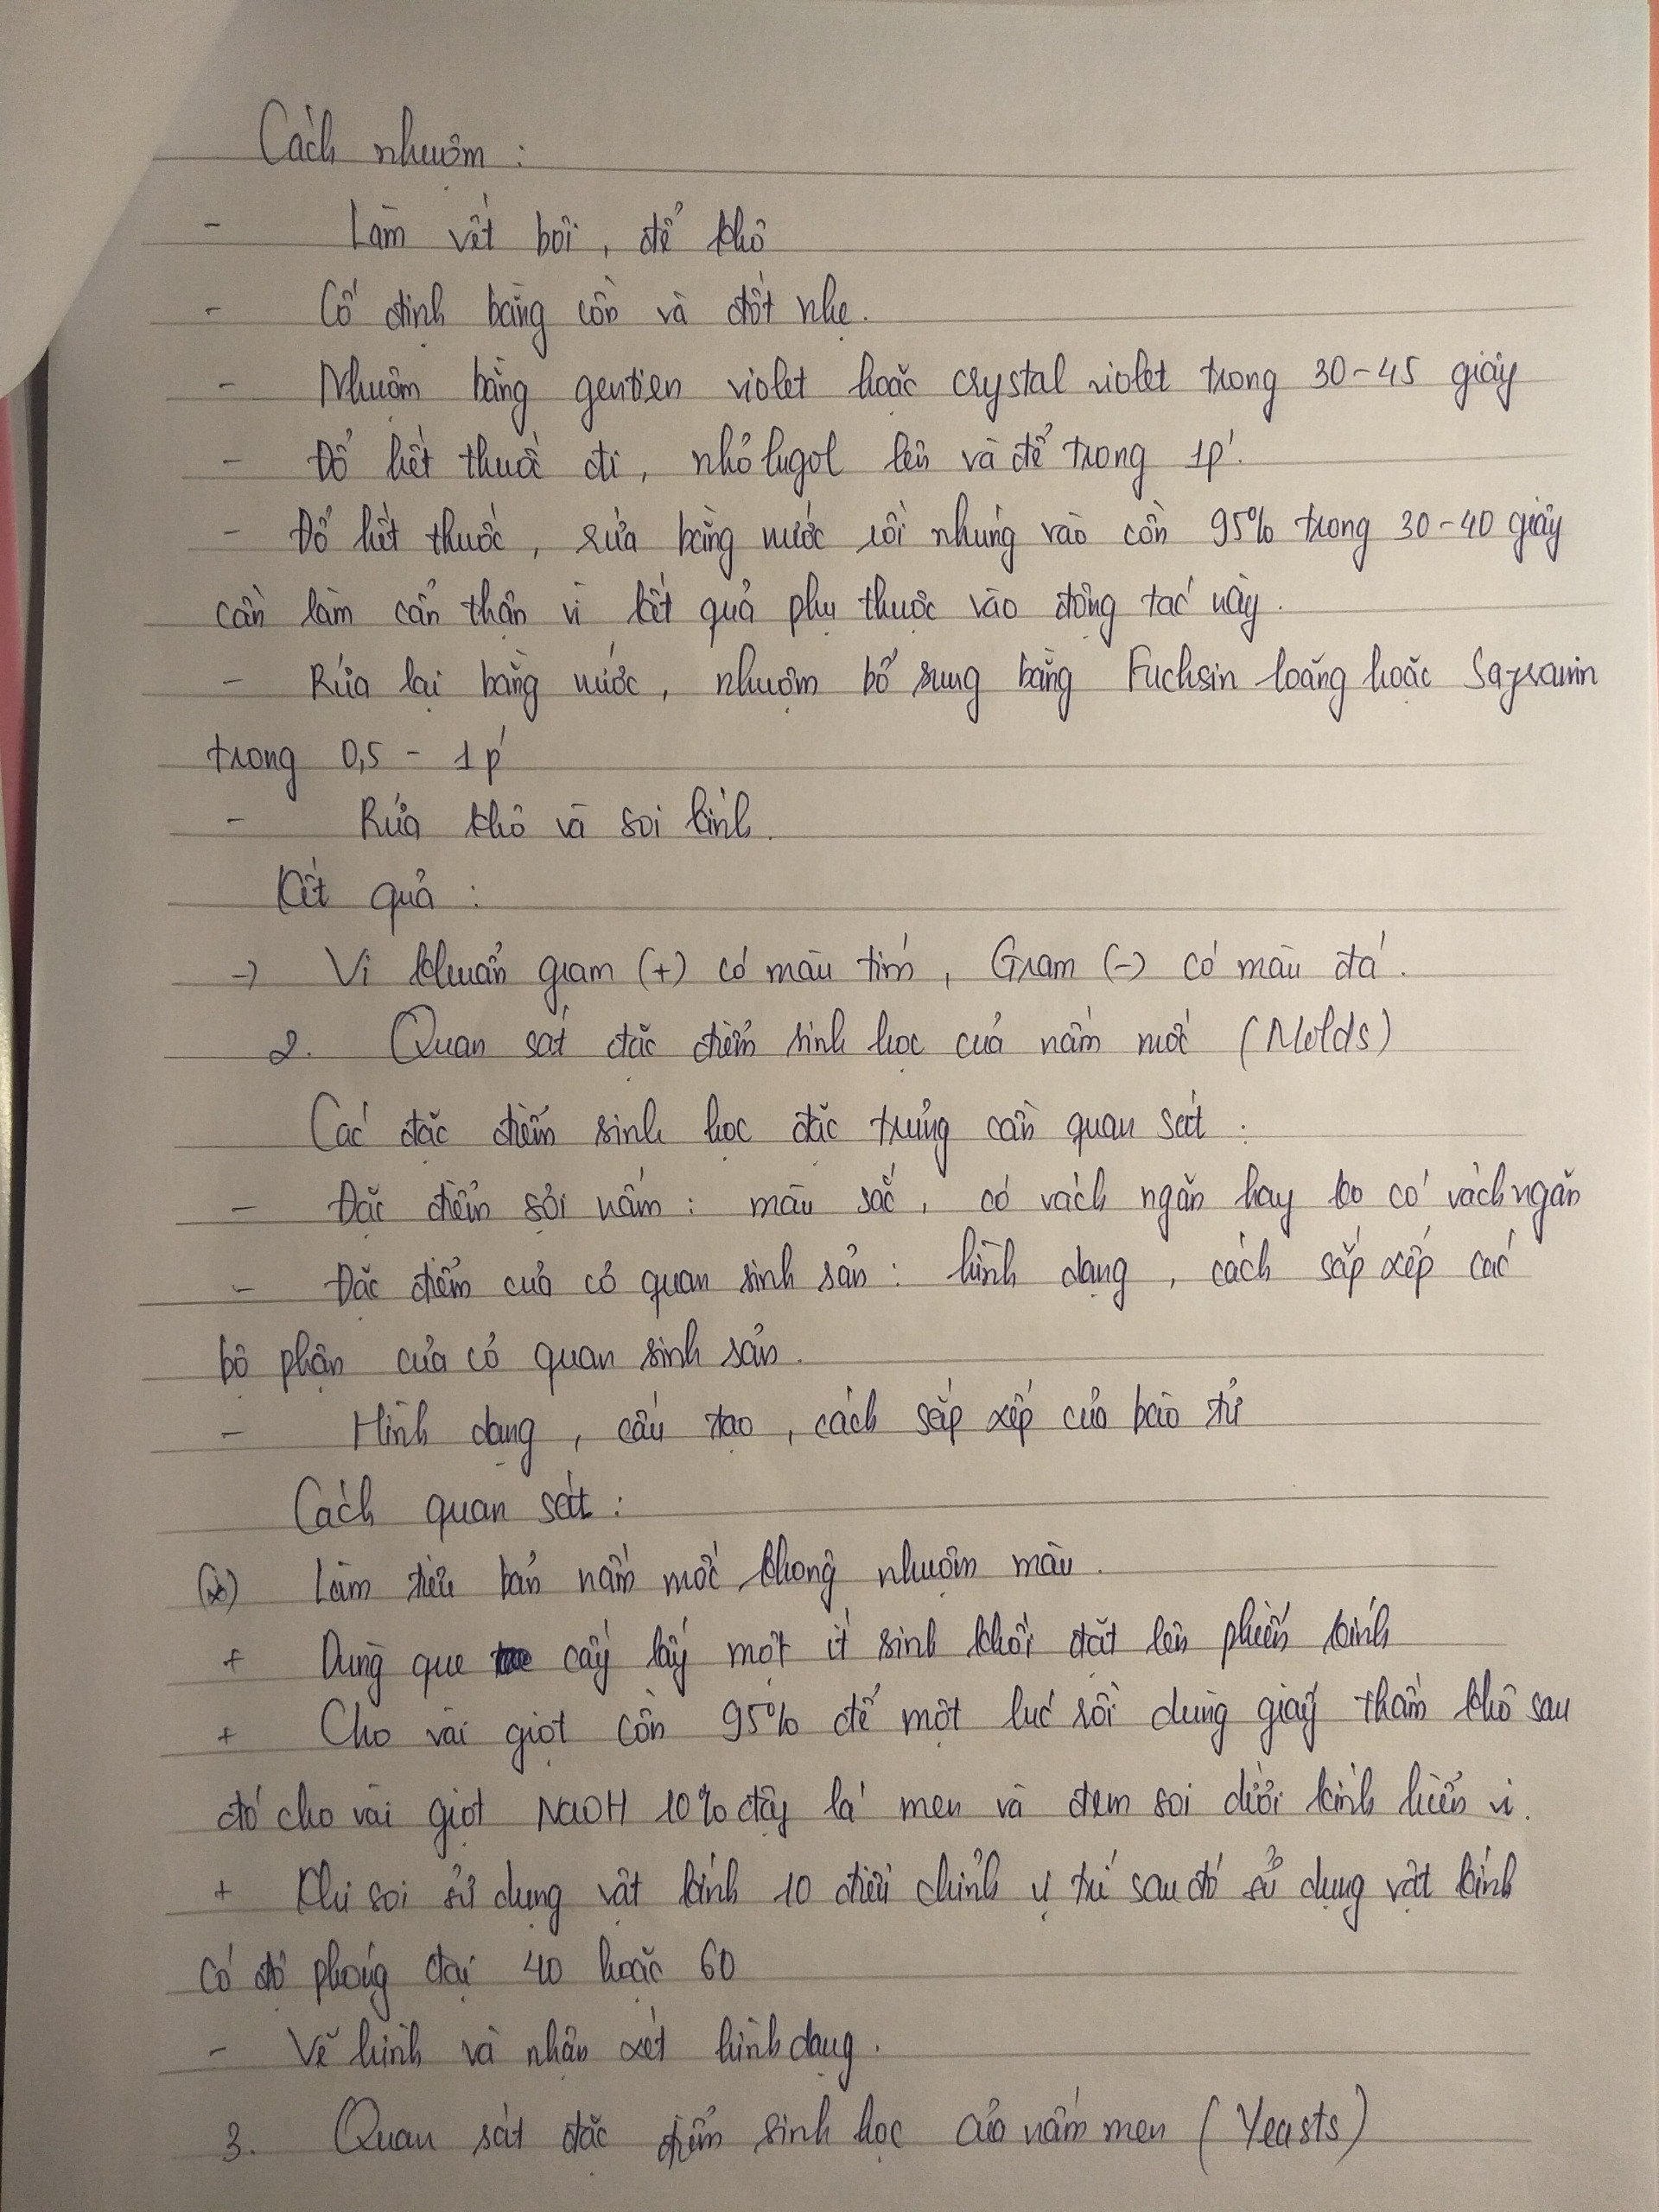 Cách nhuộm :
- Làm vết bôi, để khô
- Cố định bằng cồn và đốt nhẹ.
- Nhuộm bằng gentien violet hoặc crystal violet trong 30-45 giây
- Đổ hết thuốc đi, nhỏ lugol lên và để trong 1p'.
- Đổ hết thuốc, rửa bằng nước rồi nhúng vào cồn 95% trong 30-40 giây
cần làm cẩn thận vì kết quả phụ thuộc vào động tác này.
- Rửa lại bằng nước, nhuộm bổ sung bằng Fuchsin loãng hoặc Safranin
trong 0,5 - 1p'
- Rửa khô và soi kính.
Kết quả :
→ Vi khuẩn gram (+) có màu tím, Gram (-) có màu đỏ.
2. Quan sát đặc điểm sinh học của nấm mốc (Molds)
Các đặc điểm sinh học đặc trưng cần quan sát :
- Đặc điểm sợi nấm : màu sắc, có vách ngăn hay ko có vách ngăn
- Đặc điểm của cơ quan sinh sản : hình dạng, cách sắp xếp các
bộ phận của cơ quan sinh sản.
- Hình dạng, cấu tạo, cách sắp xếp của bào tử
Cách quan sát :
(*) Làm tiêu bản nấm mốc không nhuộm màu.
+ Dùng que cấy lấy một ít sinh khối đặt lên phiến kính
+ Cho vài giọt cồn 95% để một lúc rồi dùng giấy thấm khô sau
đó cho vài giọt NaOH 10% đậy lá men và đem soi dưới kính hiển vi.
+ Khi soi sử dụng vật kính 10 điều chỉnh vị trí sau đó sử dụng vật kính
có độ phóng đại 40 hoặc 60
- Vẽ hình và nhận xét hình dạng.
3. Quan sát đặc điểm sinh học của nấm men (Yeasts)